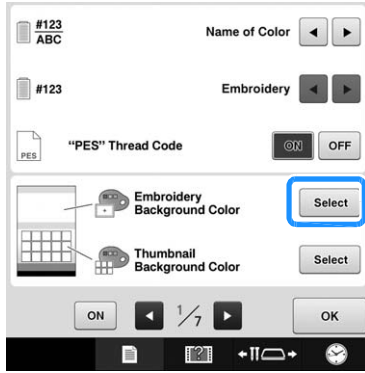 #123
ABC
Name of Color
#123
Embroidery
PES
"PES" Thread Code
ON
OFF
Embroidery
Background Color
Select
Thumbnail
Background Color
Select
ON
1/7
OK
?